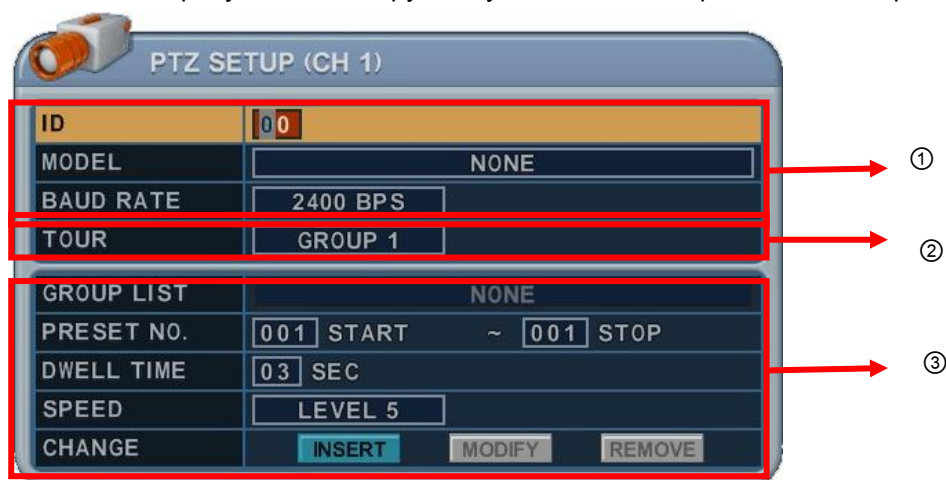 PTZ SETUP (CH 1)
ID 00
MODEL NONE
①
BAUD RATE 2400 BPS
TOUR GROUP 1
②
GROUP LIST NONE
PRESET NO. 001 START ~ 001 STOP
DWELL TIME 03 SEC
③
SPEED LEVEL 5
CHANGE INSERT MODIFY REMOVE